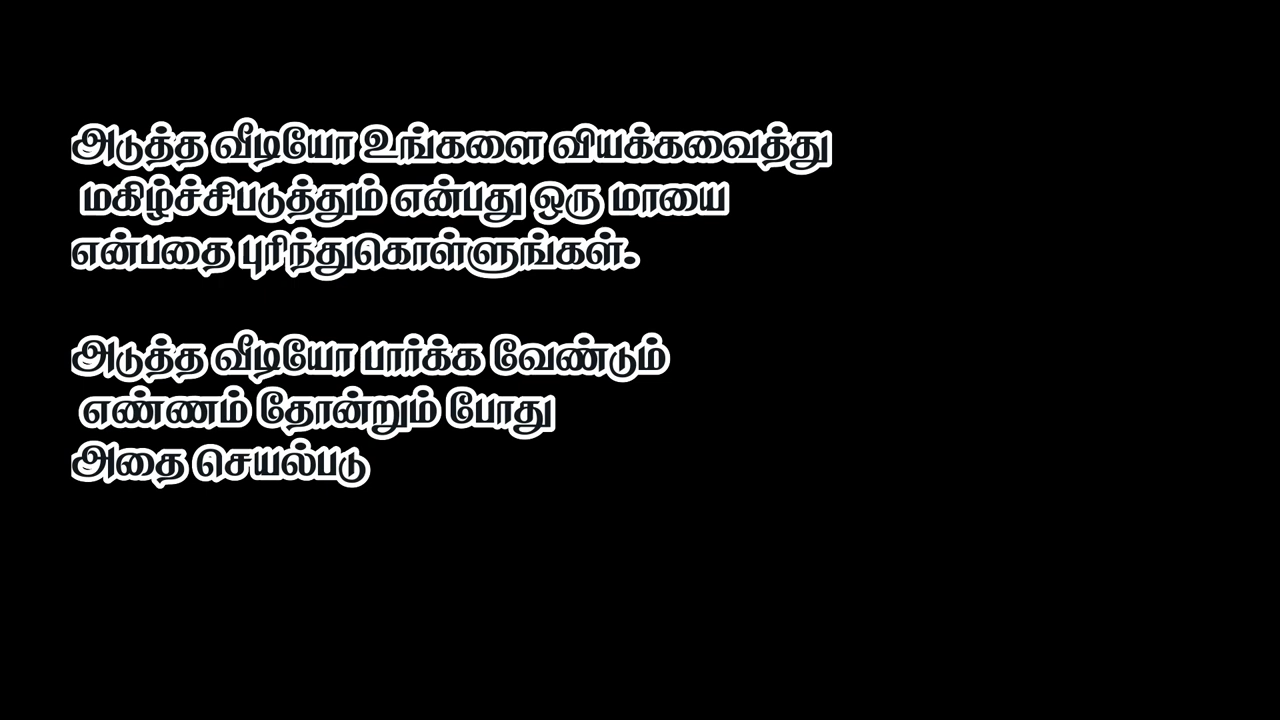 அடுத்த வீடியோ உங்களை வியக்கவைத்து
மகிழ்ச்சிபடுத்தும் என்பது ஒரு மாயை
என்பதை புரிந்துகொள்ளுங்கள்.
அடுத்த வீடியோ பார்க்க வேண்டும்
எண்ணம் தோன்றும் போது
அதை செயல்படு